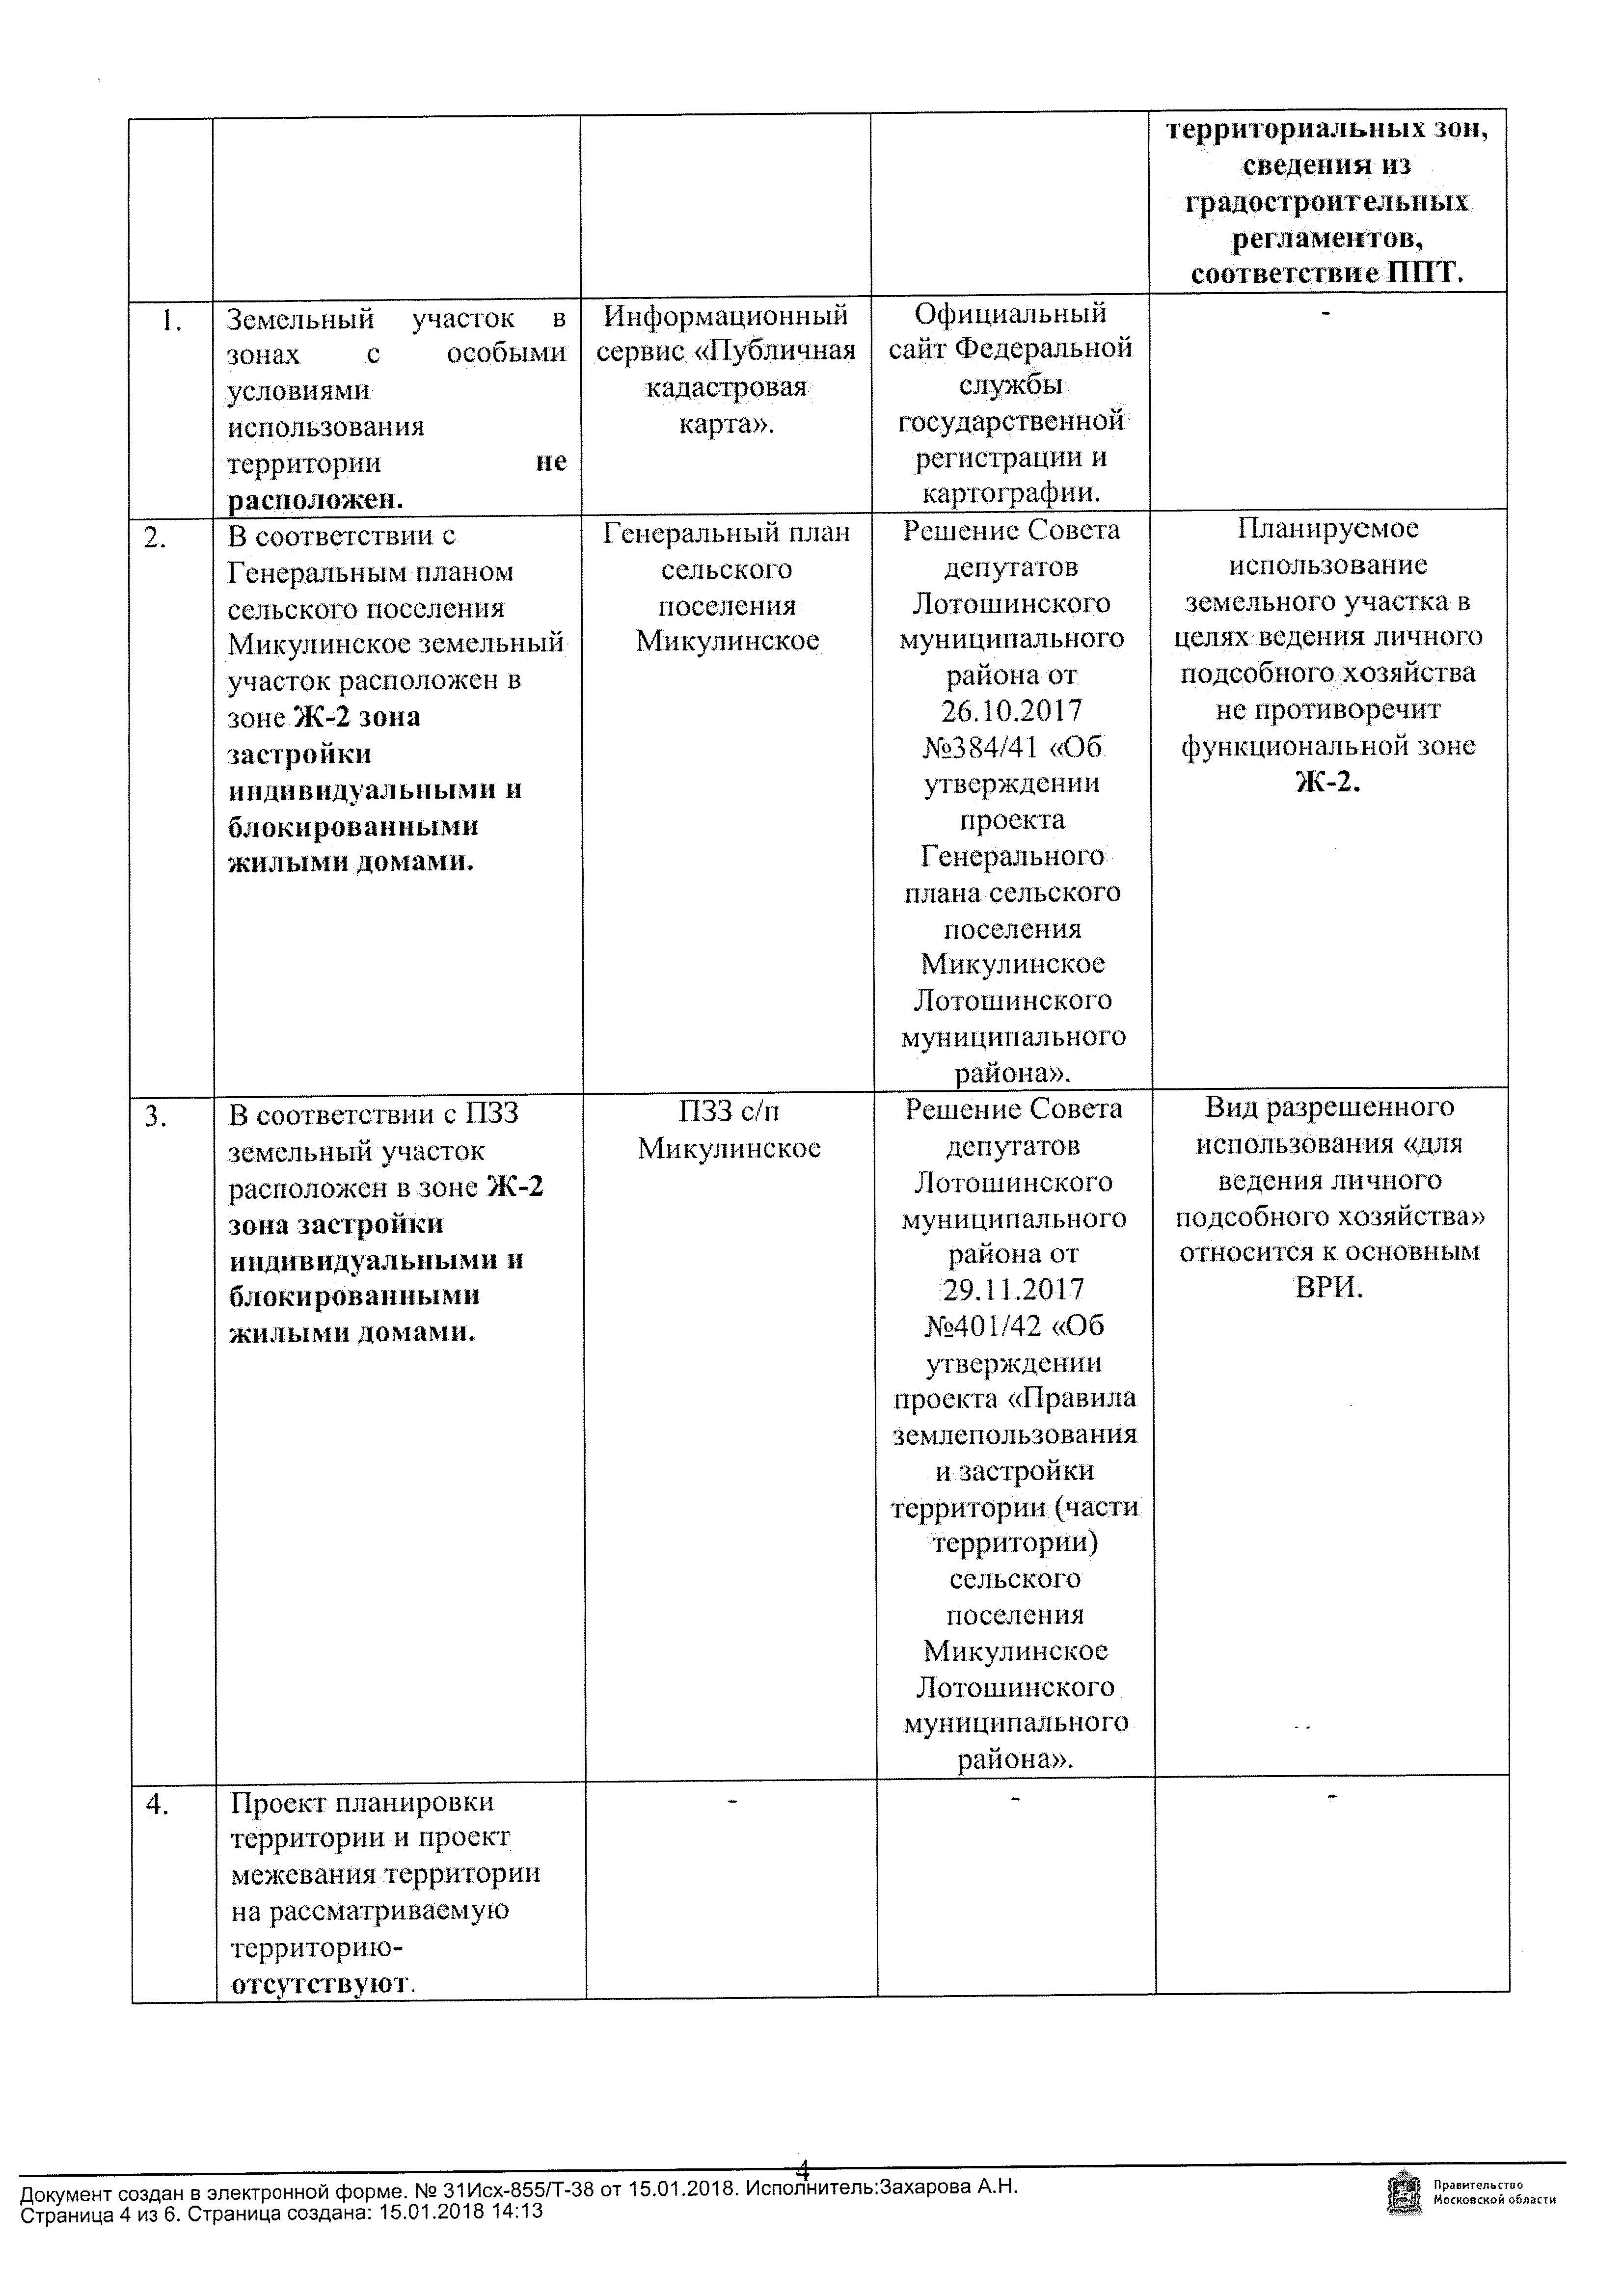 территориальных зон,
сведения из
градостроительных
регламентов,
соответствие ППТ.
1.
Земельный участок в
зонах с особыми
условиями
использования
территории не
расположен.
Информационный
сервис «Публичная
кадастровая
карта».
Официальный
сайт Федеральной
службы
государственной
регистрации и
картографии.
-
2.
В соответствии с
Генеральным планом
сельского поселения
Микулинское земельный
участок расположен в
зоне Ж-2 зона
застройки
индивидуальными и
блокированными
жилыми домами.
Генеральный план
сельского
поселения
Микулинское
Решение Совета
депутатов
Лотошинского
муниципального
района от
26.10.2017
№384/41 «Об
утверждении
проекта
Генерального
плана сельского
поселения
Микулинское
Лотошинского
муниципального
района».
Планируемое
использование
земельного участка в
целях ведения личного
подсобного хозяйства
не противоречит
функциональной зоне
Ж-2.
3.
В соответствии с ПЗЗ
земельный участок
расположен в зоне Ж-2
зона застройки
индивидуальными и
блокированными
жилыми домами.
ПЗЗ с/п
Микулинское
Решение Совета
депутатов
Лотошинского
муниципального
района от
29.11.2017
№401/42 «Об
утверждении
проекта «Правила
землепользования
и застройки
территории (части
территории)
сельского
поселения
Микулинское
Лотошинского
муниципального
района».
Вид разрешенного
использования «для
ведения личного
подсобного хозяйства»
относится к основным
ВРИ.
4.
Проект планировки
территории и проект
межевания территории
на рассматриваемую
территорию-
отсутствуют.
-
-
-
4
Документ создан в электронной форме. № 31Исх-855/Т-38 от 15.01.2018. Исполнитель:Захарова А.Н.
Страница 4 из 6. Страница создана: 15.01.2018 14:13
Правительство
Московской области